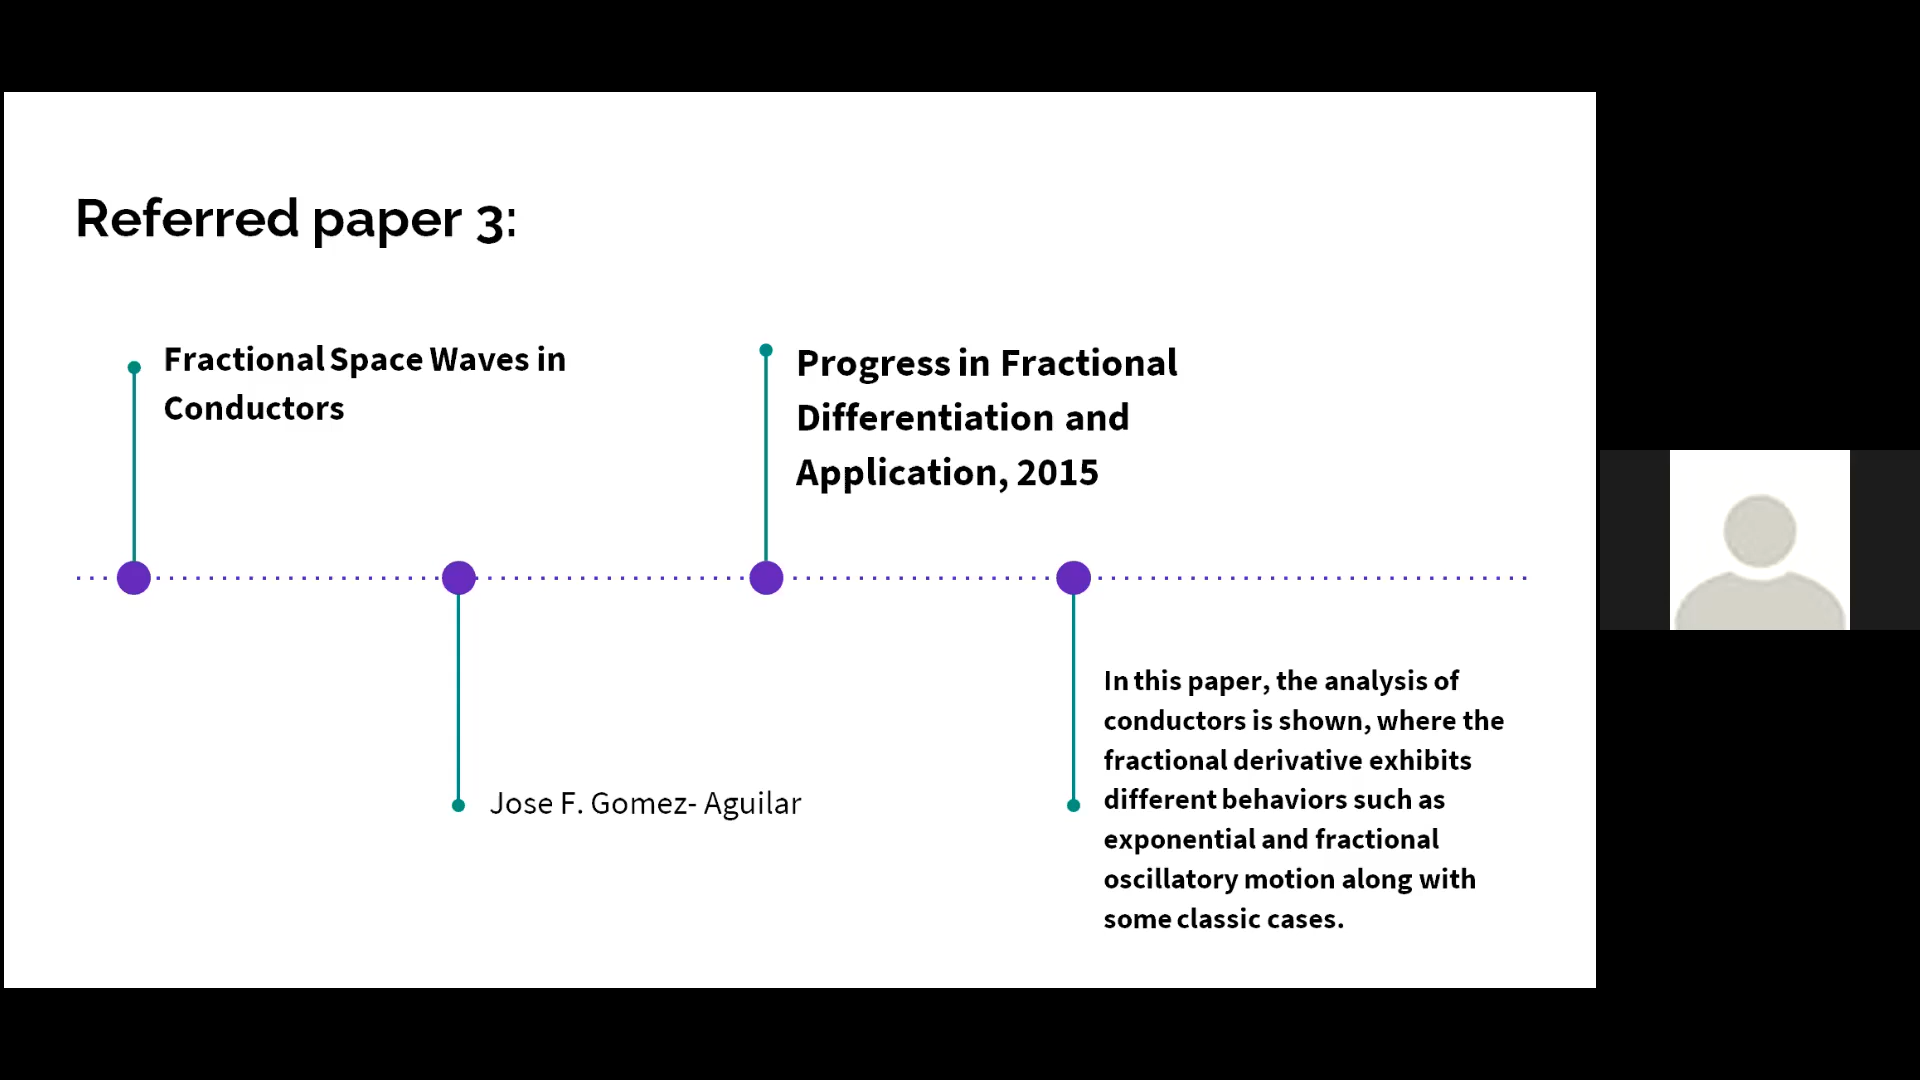 Referred paper 3:
Fractional Space Waves in
Conductors
Jose F. Gomez- Aguilar
Progress in Fractional
Differentiation and
Application, 2015
In this paper, the analysis of
conductors is shown, where the
fractional derivative exhibits
different behaviors such as
exponential and fractional
oscillatory motion along with
some classic cases.